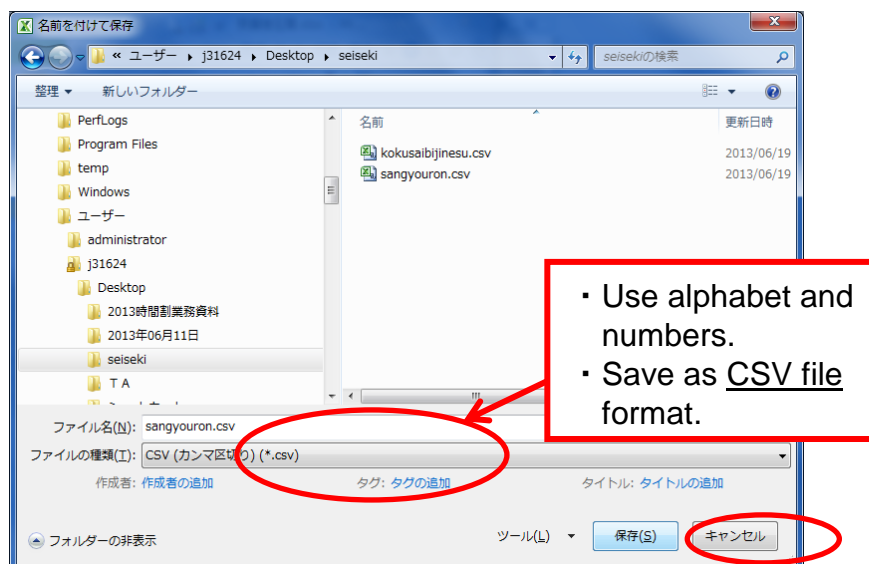 名前を付けて保存
« ユーザー ▸ j31624 ▸ Desktop ▸ seiseki
seisekiの検索
整理 ▼ 新しいフォルダー
PerfLogs
Program Files
temp
Windows
ユーザー
administrator
j31624
Desktop
2013時間割業務資料
2013年06月11日
seiseki
T A
名前 更新日時
kokusaibijinesu.csv 2013/06/19
sangyouron.csv 2013/06/19
・Use alphabet and
numbers.
・Save as CSV file
format.
ファイル名(N): sangyouron.csv
ファイルの種類(T): CSV (カンマ区切り) (*.csv)
作成者: 作成者の追加 タグ: タグの追加 タイトル: タイトルの追加
フォルダーの非表示 ツール(L) ▼ 保存(S) キャンセル